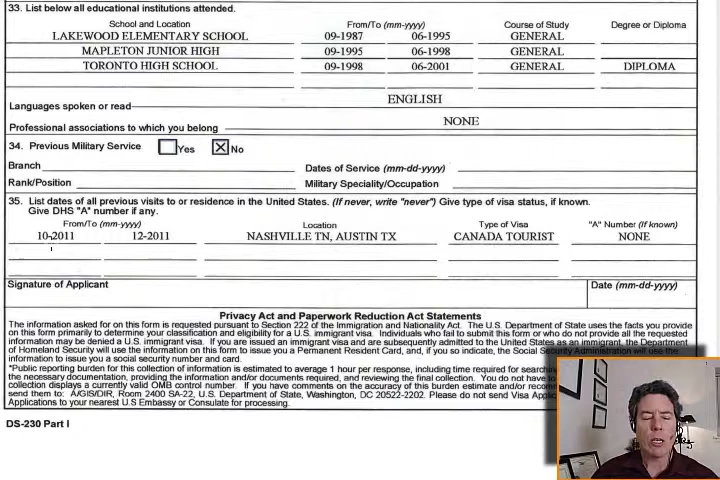 33. List below all educational institutions attended.
School and Location From/To (mm-yyyy) Course of Study Degree or Diploma
LAKEWOOD ELEMENTARY SCHOOL 09-1987 06-1995 GENERAL
MAPLETON JUNIOR HIGH 09-1995 06-1998 GENERAL
TORONTO HIGH SCHOOL 09-1998 06-2001 GENERAL DIPLOMA
Languages spoken or read ENGLISH
Professional associations to which you belong NONE
34. Previous Military Service Yes X No
Branch Dates of Service (mm-dd-yyyy)
Rank/Position Military Speciality/Occupation
35. List dates of all previous visits to or residence in the United States. (If never, write "never") Give type of visa status, if known.
Give DHS "A" number if any.
From/To (mm-yyyy) Location Type of Visa "A" Number (If known)
10-2011 12-2011 NASHVILLE TN, AUSTIN TX CANADA TOURIST NONE
Signature of Applicant Date (mm-dd-yyyy)
Privacy Act and Paperwork Reduction Act Statements
The information asked for on this form is requested pursuant to Section 222 of the Immigration and Nationality Act. The U.S. Department of State uses the facts you provide
on this form primarily to determine your classification and eligibility for a U.S. immigrant visa. Individuals who fail to submit this form or who do not provide all the requested
information may be denied a U.S. immigrant visa. If you are issued an immigrant visa and are subsequently admitted to the United States as an immigrant, the Department
of Homeland Security will use the information on this form to issue you a Permanent Resident Card, and, if you so indicate, the Social Security Administration will use the
information to issue you a social security number and card.
*Public reporting burden for this collection of information is estimated to average 1 hour per response, including time required for searching
the necessary documentation, providing the information and/or documents required, and reviewing the final collection. You do not have to
collection displays a currently valid OMB control number. If you have comments on the accuracy of this burden estimate and/or
send them to: A/GIS/DIR, Room 2400 SA-22, U.S. Department of State, Washington, DC 20522-2202. Please do not send Visa
Applications to your nearest U.S. Embassy or Consulate for processing.
DS-230 Part I